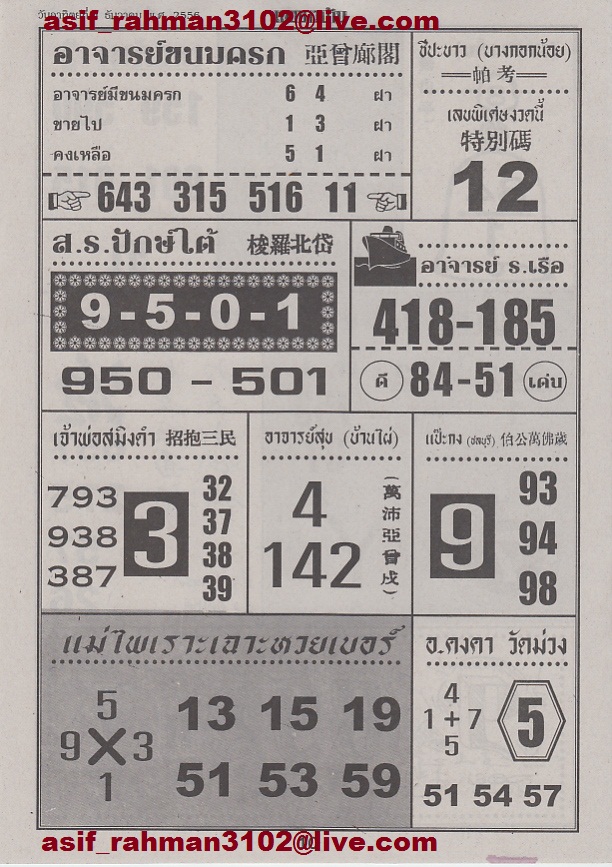 asif_rahman3102@live.com
2556
อาจารย์ขนมครก 亞曾廊閣
อาจารย์มีขนมครก 6 4 ฝา
ขายไป 1 3 ฝา
คงเหลือ 5 1 ฝา
643 315 516 11
ชีปะขาว (บางกอกน้อย)
帕考
เลขพิเศษงวดนี้
特別碼
12
ส.ร.ปักษ์ใต้ 梭羅北岱
9-5-0-1
950 - 501
อาจารย์ ร.เรือ
418-185
ดี 84-51 เด่น
เจ้าพ่อสมิงดำ 招抱三民
793
938
387
3
32
37
38
39
อาจารย์สุข (บ้านไผ่)
4
142
(萬沛亞曾戍)
แป๊ะกง (ชลบุรี) 伯公萬佛歳
9
93
94
98
แม่ไพเราะเฉาะหวยเบอร์
5
9 X 3
1
13 15 19
51 53 59
อ.คงคา วัดม่วง
4
1 + 7
5
5
51 54 57
asif_rahman3102@live.com